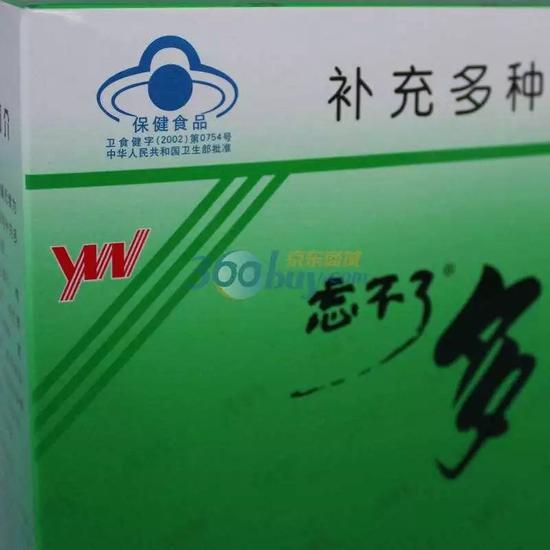 补充多种
保健食品
卫食健字(2002)第0754号
中华人民共和国卫生部批准
YW
京东商城
360buy.com
忘不了®
多